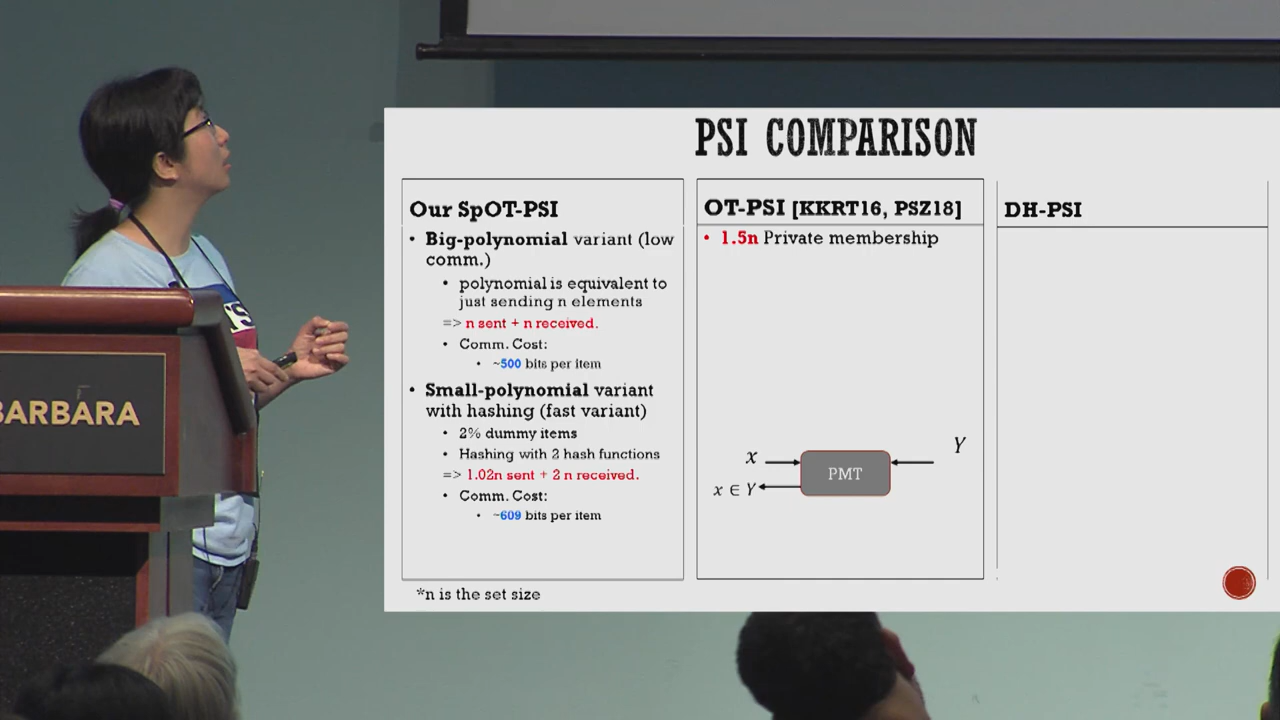 PSI COMPARISON
Our SpOT-PSI
• Big-polynomial variant (low
comm.)
• polynomial is equivalent to
just sending n elements
=> n sent + n received.
• Comm. Cost:
• ~500 bits per item
• Small-polynomial variant
with hashing (fast variant)
• 2% dummy items
• Hashing with 2 hash functions
=> 1.02n sent + 2 n received.
• Comm. Cost:
• ~609 bits per item
*n is the set size
OT-PSI [KKRT16, PSZ18]
• 1.5n Private membership
x
Y
PMT
x ∈ Y
DH-PSI
BARBARA